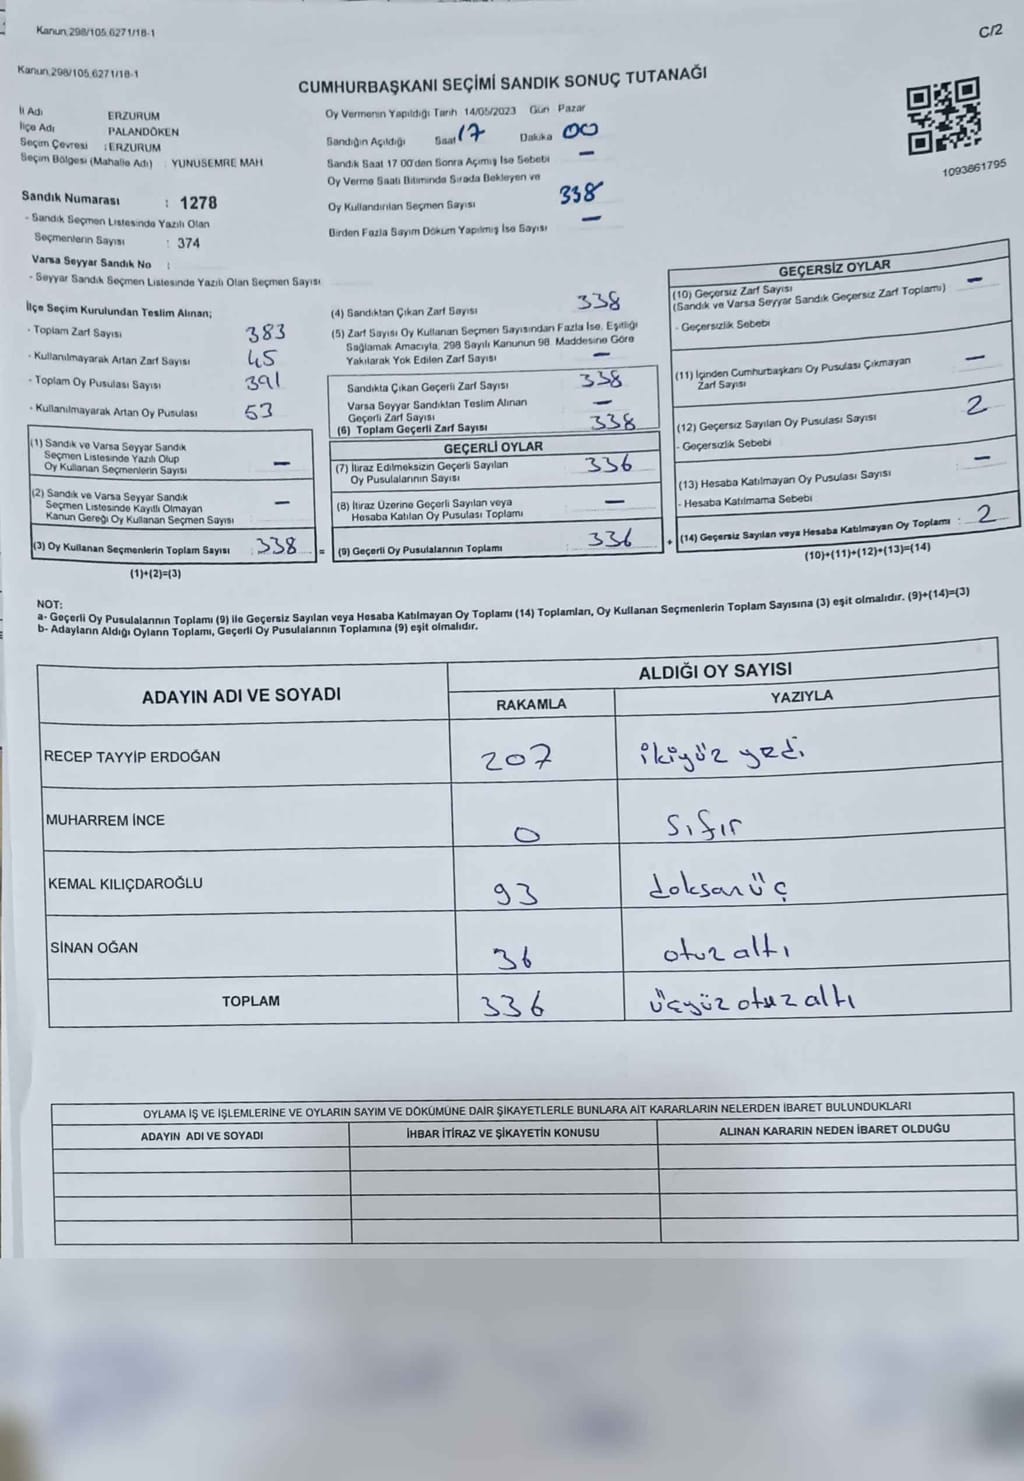 Kanun,298/105,6271/18-1
C/2
Kanun,298/105,6271/18-1
CUMHURBAŞKANI SEÇİMİ SANDIK SONUÇ TUTANAĞI
İl Adı ERZURUM
İlçe Adı PALANDÖKEN
Seçim Çevresi : ERZURUM
Seçim Bölgesi (Mahalle Adı) : YUNUSEMRE MAH
Sandık Numarası : 1278
- Sandık Seçmen Listesinde Yazılı Olan
Seçmenlerin Sayısı : 374
Varsa Seyyar Sandık No :
- Seyyar Sandık Seçmen Listesinde Yazılı Olan Seçmen Sayısı
Oy Vermenin Yapıldığı Tarih 14/05/2023 Gün Pazar
Sandığın Açıldığı Saat 17 Dakika 00
Sandık Saat 17 00'den Sonra Açımış İse Sebebi –
Oy Verme Saati Bitiminde Sırada Bekleyen ve
Oy Kullandırılan Seçmen Sayısı 338
Birden Fazla Sayım Döküm Yapılmış İse Sayısı –
1093861795
İlçe Seçim Kurulundan Teslim Alınan;
- Toplam Zarf Sayısı 383
- Kullanılmayarak Artan Zarf Sayısı 45
- Toplam Oy Pusulası Sayısı 391
- Kullanılmayarak Artan Oy Pusulası 53
(1) Sandık ve Varsa Seyyar Sandık
Seçmen Listesinde Yazılı Olup
Oy Kullanan Seçmenlerin Sayısı –
(2) Sandık ve Varsa Seyyar Sandık
Seçmen Listesinde Kayıtlı Olmayan
Kanun Gereği Oy Kullanan Seçmen Sayısı –
(3) Oy Kullanan Seçmenlerin Toplam Sayısı : 338 =
(1)+(2)=(3)
(4) Sandıktan Çıkan Zarf Sayısı 338
(5) Zarf Sayısı Oy Kullanan Seçmen Sayısından Fazla İse, Eşitliği
Sağlamak Amacıyla, 298 Sayılı Kanunun 98. Maddesine Göre
Yakılarak Yok Edilen Zarf Sayısı –
Sandıkta Çıkan Geçerli Zarf Sayısı 338
Varsa Seyyar Sandıktan Teslim Alınan
Geçerli Zarf Sayısı –
(6) Toplam Geçerli Zarf Sayısı 338
GEÇERLİ OYLAR
(7) İtiraz Edilmeksizin Geçerli Sayılan
Oy Pusulalarının Sayısı 336
(8) İtiraz Üzerine Geçerli Sayılan veya
Hesaba Katılan Oy Pusulası Toplamı –
(9) Geçerli Oy Pusulalarının Toplamı 336 +
GEÇERSİZ OYLAR
(10) Geçersiz Zarf Sayısı –
(Sandık ve Varsa Seyyar Sandık Geçersiz Zarf Toplamı)
- Geçersizlik Sebebi
(11) İçinden Cumhurbaşkanı Oy Pusulası Çıkmayan
Zarf Sayısı –
(12) Geçersiz Sayılan Oy Pusulası Sayısı 2
- Geçersizlik Sebebi
(13) Hesaba Katılmayan Oy Pusulası Sayısı –
- Hesaba Katılmama Sebebi
(14) Geçersiz Sayılan veya Hesaba Katılmayan Oy Toplamı : 2
(10)+(11)+(12)+(13)=(14)
NOT:
a- Geçerli Oy Pusulalarının Toplamı (9) ile Geçersiz Sayılan veya Hesaba Katılmayan Oy Toplamı (14) Toplamları, Oy Kullanan Seçmenlerin Toplam Sayısına (3) eşit olmalıdır. (9)+(14)=(3)
b- Adayların Aldığı Oyların Toplamı, Geçerli Oy Pusulalarının Toplamına (9) eşit olmalıdır.
ADAYIN ADI VE SOYADI ALDIĞI OY SAYISI
RAKAMLA YAZIYLA
RECEP TAYYİP ERDOĞAN 207 ikiyüz yedi
MUHARREM İNCE 0 sıfır
KEMAL KILIÇDAROĞLU 93 doksanüç
SİNAN OĞAN 36 otuz altı
TOPLAM 336 üçyüz otuz altı
OYLAMA İŞ VE İŞLEMLERİNE VE OYLARIN SAYIM VE DÖKÜMÜNE DAİR ŞİKAYETLERLE BUNLARA AİT KARARLARIN NELERDEN İBARET BULUNDUKLARI
ADAYIN ADI VE SOYADI İHBAR İTİRAZ VE ŞİKAYETİN KONUSU ALINAN KARARIN NEDEN İBARET OLDUĞU